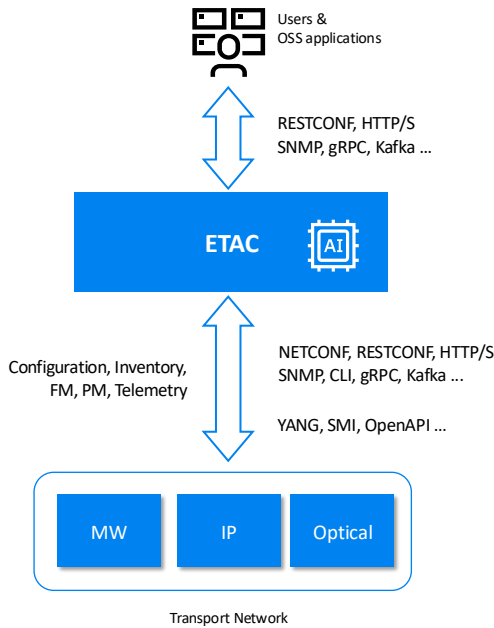 Users &
OSS applications
RESTCONF, HTTP/S
SNMP, gRPC, Kafka ...
ETAC
AI
Configuration, Inventory,
FM, PM, Telemetry
NETCONF, RESTCONF, HTTP/S
SNMP, CLI, gRPC, Kafka ...
YANG, SMI, OpenAPI ...
MW
IP
Optical
Transport Network